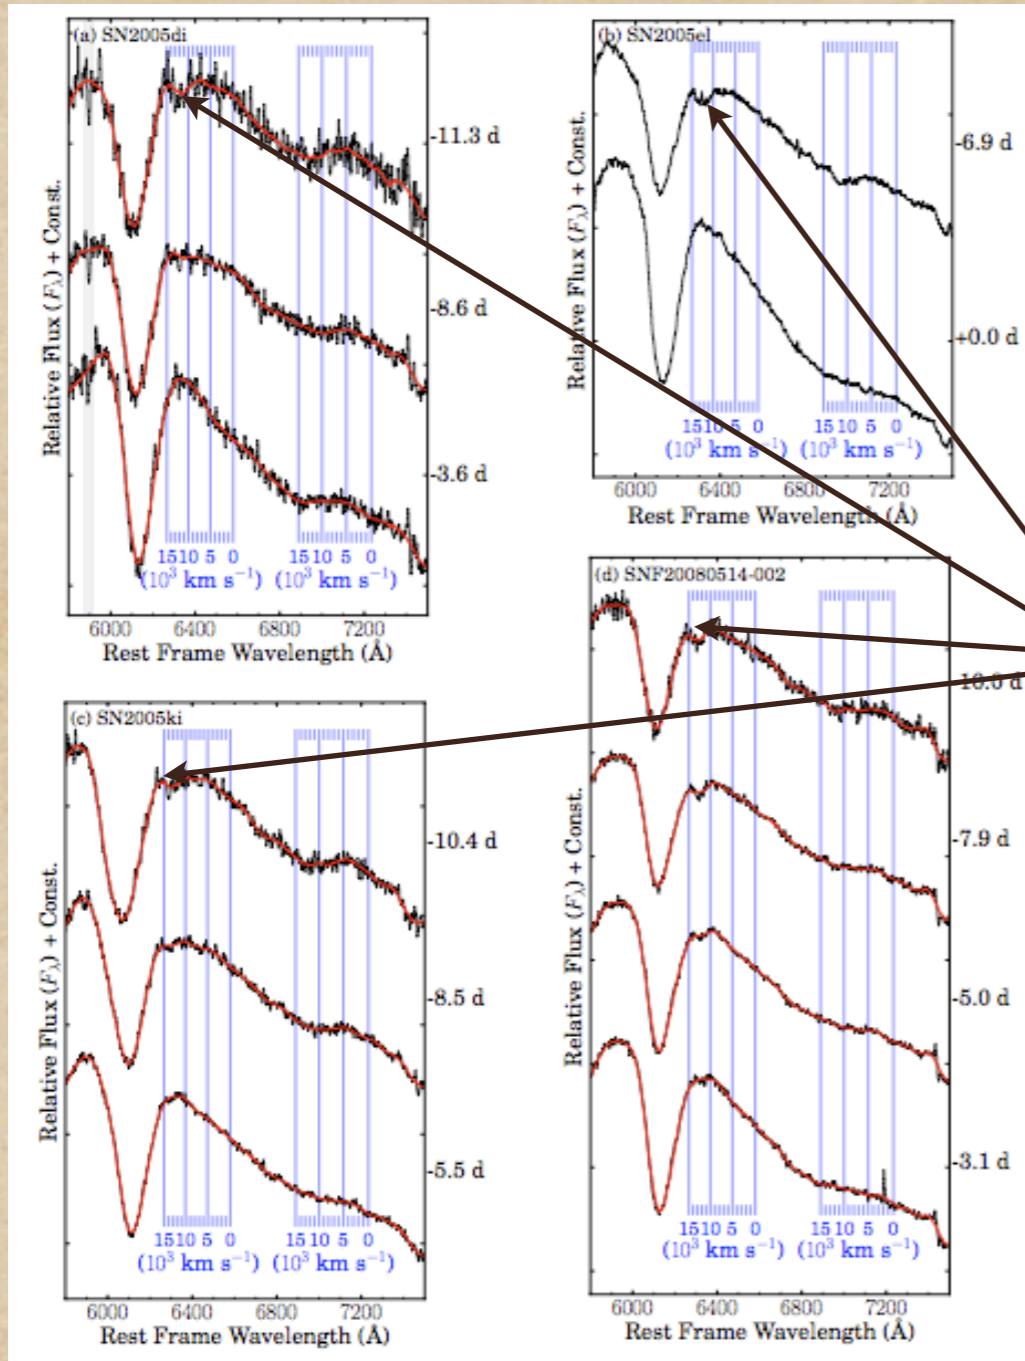 (a) SN2005di
Relative Flux (Fλ) + Const.
-11.3 d
-8.6 d
-3.6 d
15 10 5 0
(10³ km s⁻¹)
15 10 5 0
(10³ km s⁻¹)
6000 6400 6800 7200
Rest Frame Wavelength (Å)
(b) SN2005el
Relative Flux (Fλ) + Const.
-6.9 d
+0.0 d
15 10 5 0
(10³ km s⁻¹)
15 10 5 0
(10³ km s⁻¹)
6000 6400 6800 7200
Rest Frame Wavelength (Å)
(c) SN2005ki
Relative Flux (Fλ) + Const.
-10.4 d
-8.5 d
-5.5 d
15 10 5 0
(10³ km s⁻¹)
15 10 5 0
(10³ km s⁻¹)
6000 6400 6800 7200
Rest Frame Wavelength (Å)
(d) SNF20080514-002
Relative Flux (Fλ) + Const.
-10.0 d
-7.9 d
-5.0 d
-3.1 d
15 10 5 0
(10³ km s⁻¹)
15 10 5 0
(10³ km s⁻¹)
6000 6400 6800 7200
Rest Frame Wavelength (Å)